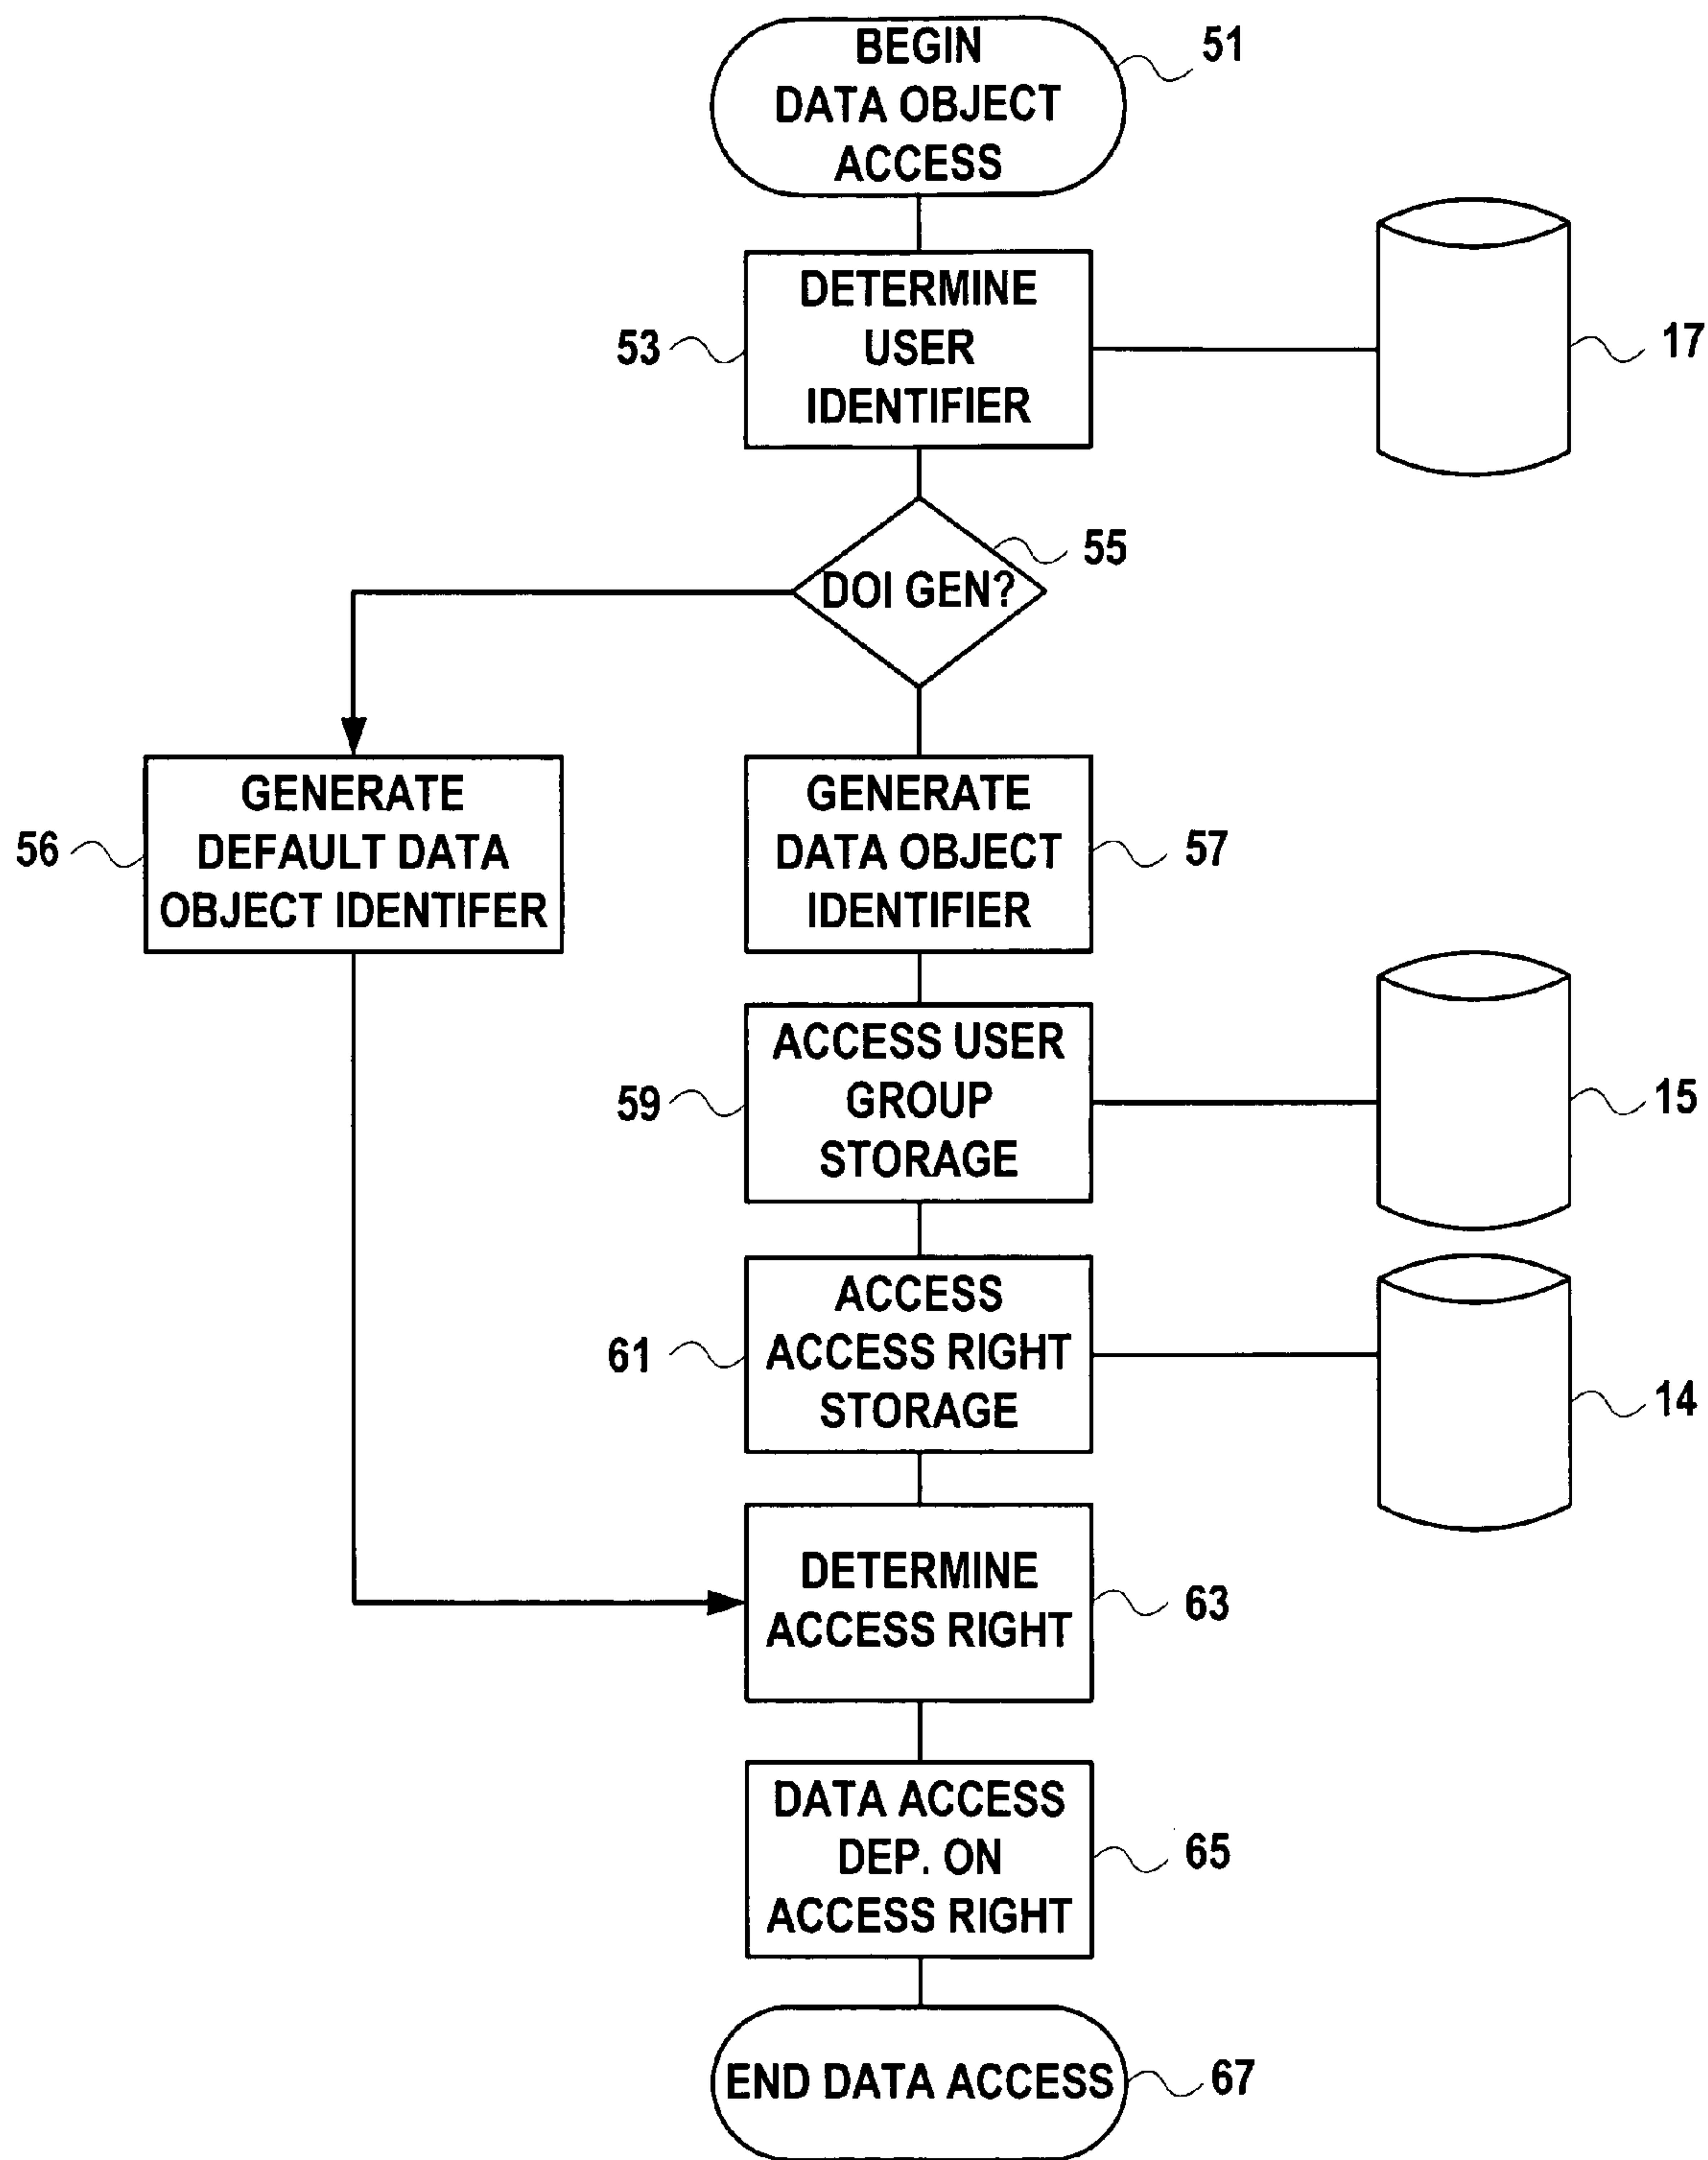 BEGIN
DATA OBJECT
ACCESS
51
DETERMINE
USER
IDENTIFIER
53
17
DOI GEN?
55
GENERATE
DEFAULT DATA
OBJECT IDENTIFER
56
GENERATE
DATA OBJECT
IDENTIFIER
57
ACCESS USER
GROUP
STORAGE
59
15
ACCESS
ACCESS RIGHT
STORAGE
61
14
DETERMINE
ACCESS RIGHT
63
DATA ACCESS
DEP. ON
ACCESS RIGHT
65
END DATA ACCESS
67